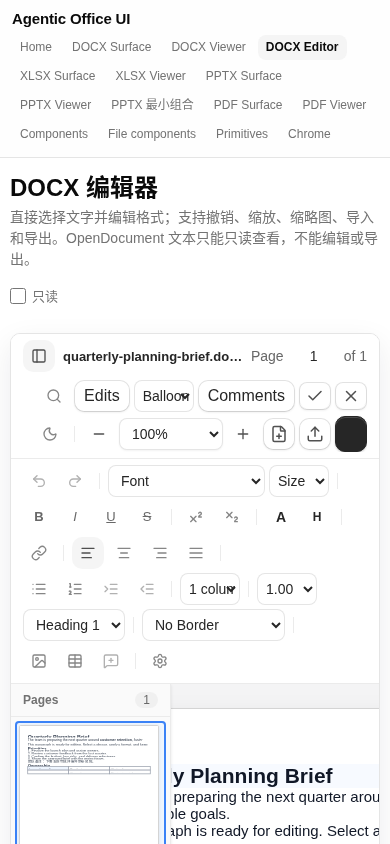 Agentic Office UI
Home DOCX Surface DOCX Viewer DOCX Editor
XLSX Surface XLSX Viewer PPTX Surface
PPTX Viewer PPTX 最小组合 PDF Surface PDF Viewer
Components File components Primitives Chrome
DOCX 编辑器
直接选择文字并编辑格式；支持撤销、缩放、缩略图、导入
和导出。OpenDocument 文本只能只读查看，不能编辑或导
出。
只读
quarterly-planning-brief.do… Page 1 of 1
Edits Balloon Comments
100%
Font Size
B I U S x² x₂ A H
1 colum 1.00
Heading 1 No Border
Pages 1
y Planning Brief
preparing the next quarter arou
ble goals.
aph is ready for editing. Select a